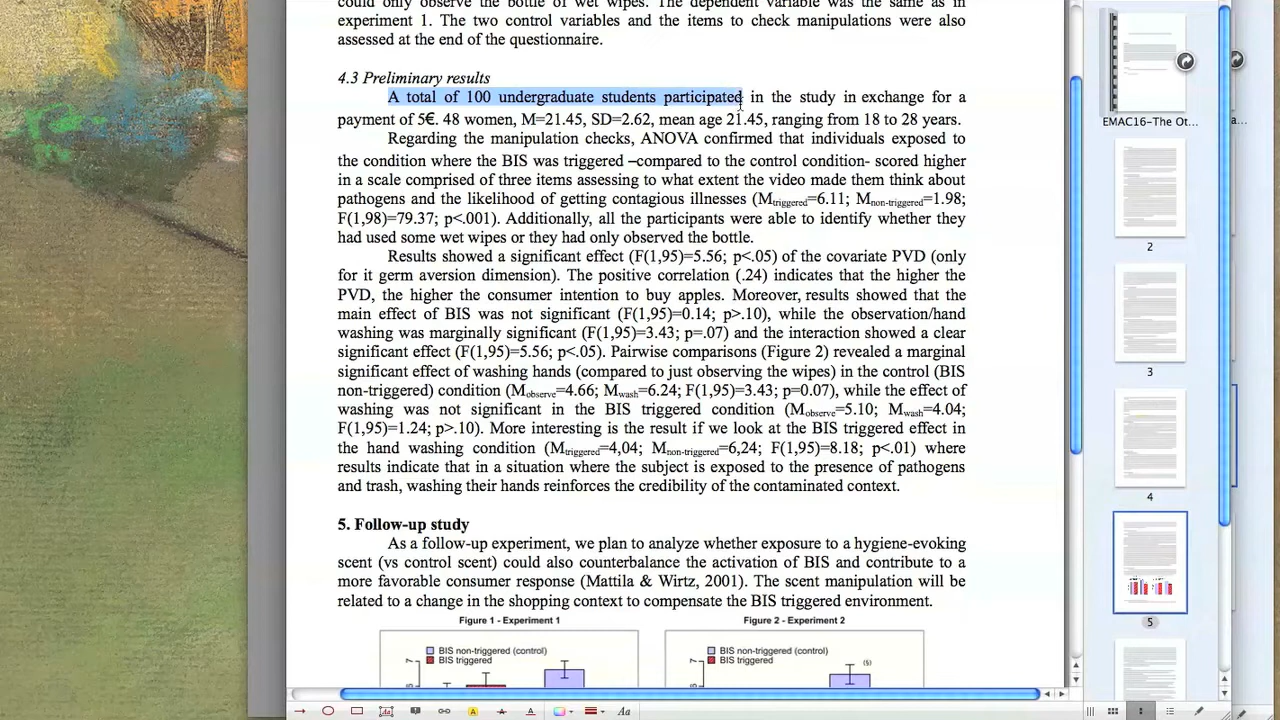 could only observe the bottle of wet wipes. The dependent variable was the same as in
experiment 1. The two control variables and the items to check manipulations were also
assessed at the end of the questionnaire.
4.3 Preliminary results
A total of 100 undergraduate students participated in the study in exchange for a
payment of 5€. 48 women, M=21.45, SD=2.62, mean age 21.45, ranging from 18 to 28 years.
Regarding the manipulation checks, ANOVA confirmed that individuals exposed to
the condition where the BIS was triggered –compared to the control condition- scored higher
in a scale comprised of three items assessing to what extent the video made them think about
pathogens and the likelihood of getting contagious illnesses (Mtriggered=6.11; Mnon-triggered=1.98;
F(1,98)=79.37; p<.001). Additionally, all the participants were able to identify whether they
had used some wet wipes or they had only observed the bottle.
Results showed a significant effect (F(1,95)=5.56; p<.05) of the covariate PVD (only
for it germ aversion dimension). The positive correlation (.24) indicates that the higher the
PVD, the higher the consumer intention to buy apples. Moreover, results showed that the
main effect of BIS was not significant (F(1,95)=0.14; p>.10), while the observation/hand
washing was marginally significant (F(1,95)=3.43; p=.07) and the interaction showed a clear
significant effect (F(1,95)=5.56; p<.05). Pairwise comparisons (Figure 2) revealed a marginal
significant effect of washing hands (compared to just observing the wipes) in the control (BIS
non-triggered) condition (Mobserve=4.66; Mwash=6.24; F(1,95)=3.43; p=0.07), while the effect of
washing was not significant in the BIS triggered condition (Mobserve=5.10; Mwash=4.04;
F(1,95)=1.24; p>.10). More interesting is the result if we look at the BIS triggered effect in
the hand washing condition (Mtriggered=4,04; Mnon-triggered=6,24; F(1,95)=8.18; p<.01) where
results indicate that in a situation where the subject is exposed to the presence of pathogens
and trash, washing their hands reinforces the credibility of the contaminated context.
5. Follow-up study
As a follow-up experiment, we plan to analyze whether exposure to a hygiene-evoking
scent (vs control scent) could also counterbalance the activation of BIS and contribute to a
more favorable consumer response (Mattila & Wirtz, 2001). The scent manipulation will be
related to a change in the shopping context to compensate the BIS triggered environment.
Figure 1 - Experiment 1
BIS non-triggered (control)
BIS triggered
7
Figure 2 - Experiment 2
BIS non-triggered (control)
BIS triggered
7
(5)
EMAC16-The Ot...
a...
2
3
4
5
Aa